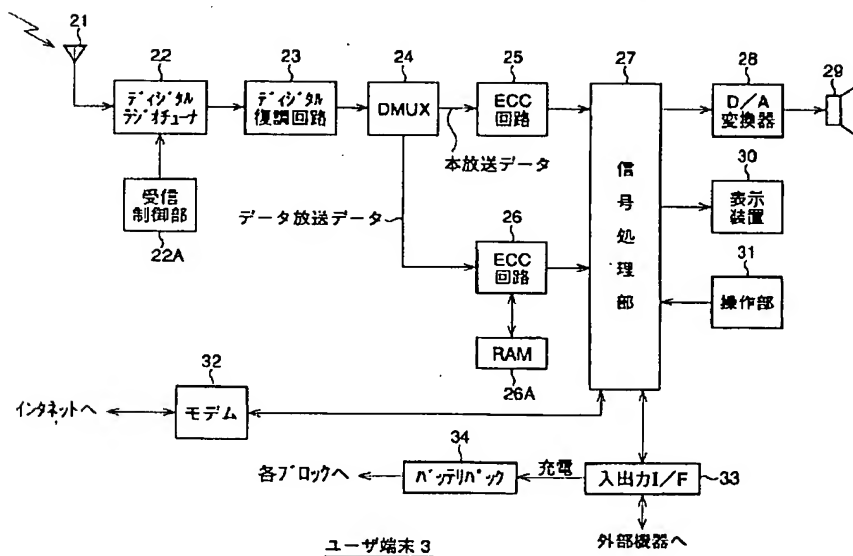 21
22
ディジタル
ラジオチューナ
23
ディジタル
復調回路
24
DMUX
25
ECC
回路
27
信号処理部
28
D/A
変換器
29
本放送データ
30
表示
装置
受信
制御部
22A
データ放送データ
26
ECC
回路
31
操作部
RAM
26A
32
モデム
インタネットへ
34
バッテリパック
各ブロックへ
充電
入出力I/F
33
外部機器へ
ユーザ端末3